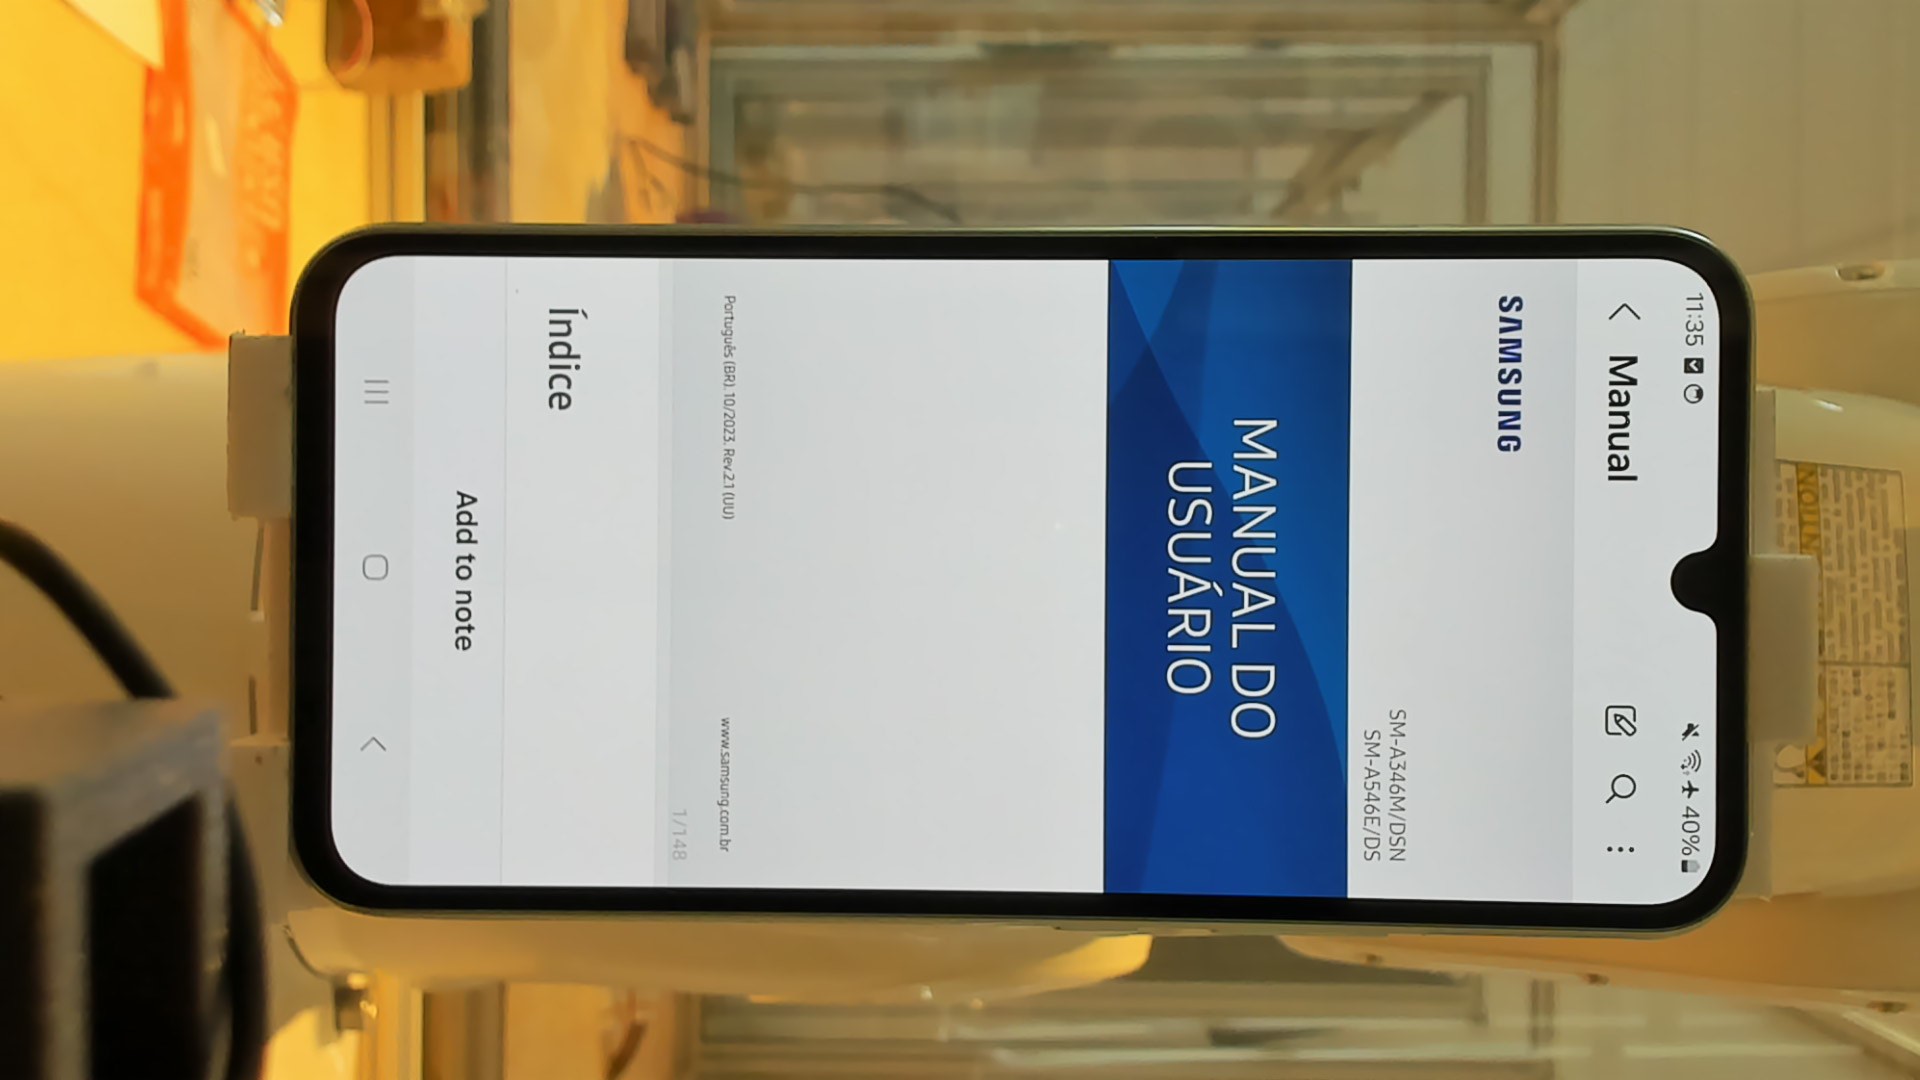 11:35
40%
Manual
SAMSUNG
SM-A346M/DSN
SM-A546E/DS
MANUAL DO
USUÁRIO
Português (BR). 10/2023. Rev.2.1 (UU)
www.samsung.com.br
1/148
Índice
Add to note